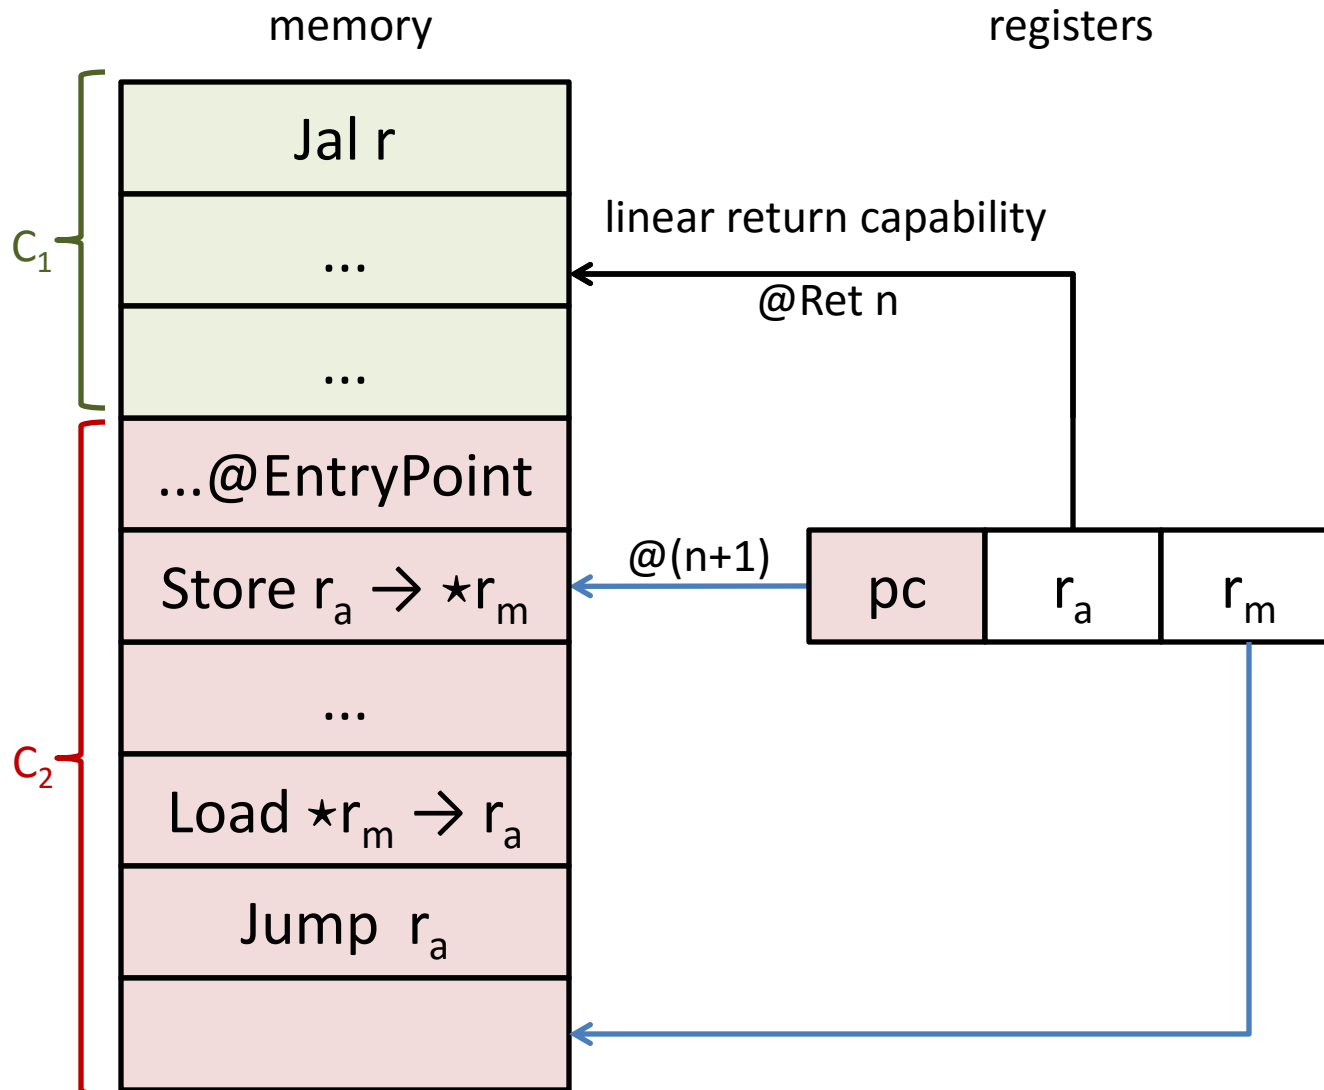 memory
registers
Jal r
linear return capability
C₁
...
@Ret n
...
...@EntryPoint
@(n+1)
Store rₐ → ⋆rₘ
pc
rₐ
rₘ
...
C₂
Load ⋆rₘ → rₐ
Jump rₐ